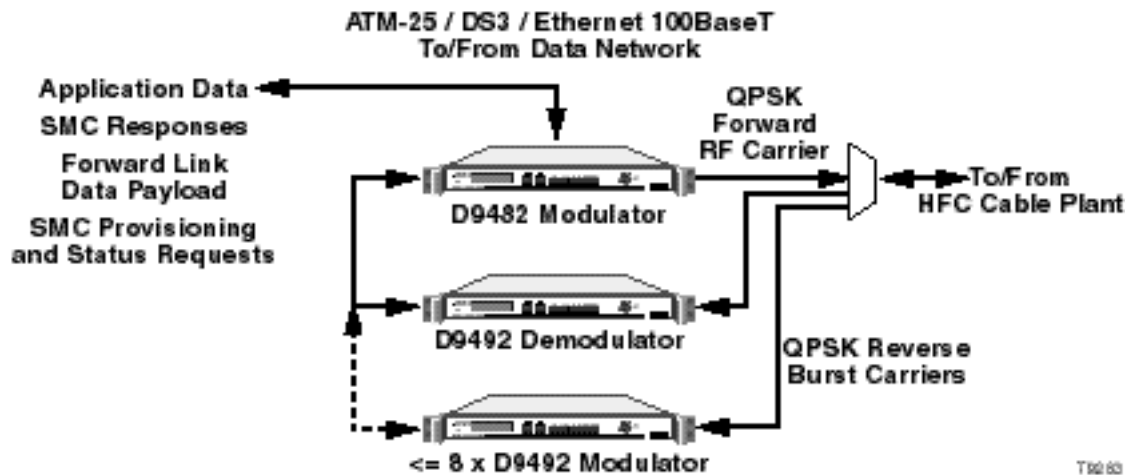 ATM-25 / DS3 / Ethernet 100BaseT
To/From Data Network
Application Data
SMC Responses
Forward Link
Data Payload
SMC Provisioning
and Status Requests
QPSK
Forward
RF Carrier
To/From
HFC Cable Plant
D9482 Modulator
D9492 Demodulator
QPSK Reverse
Burst Carriers
<= 8 x D9492 Modulator